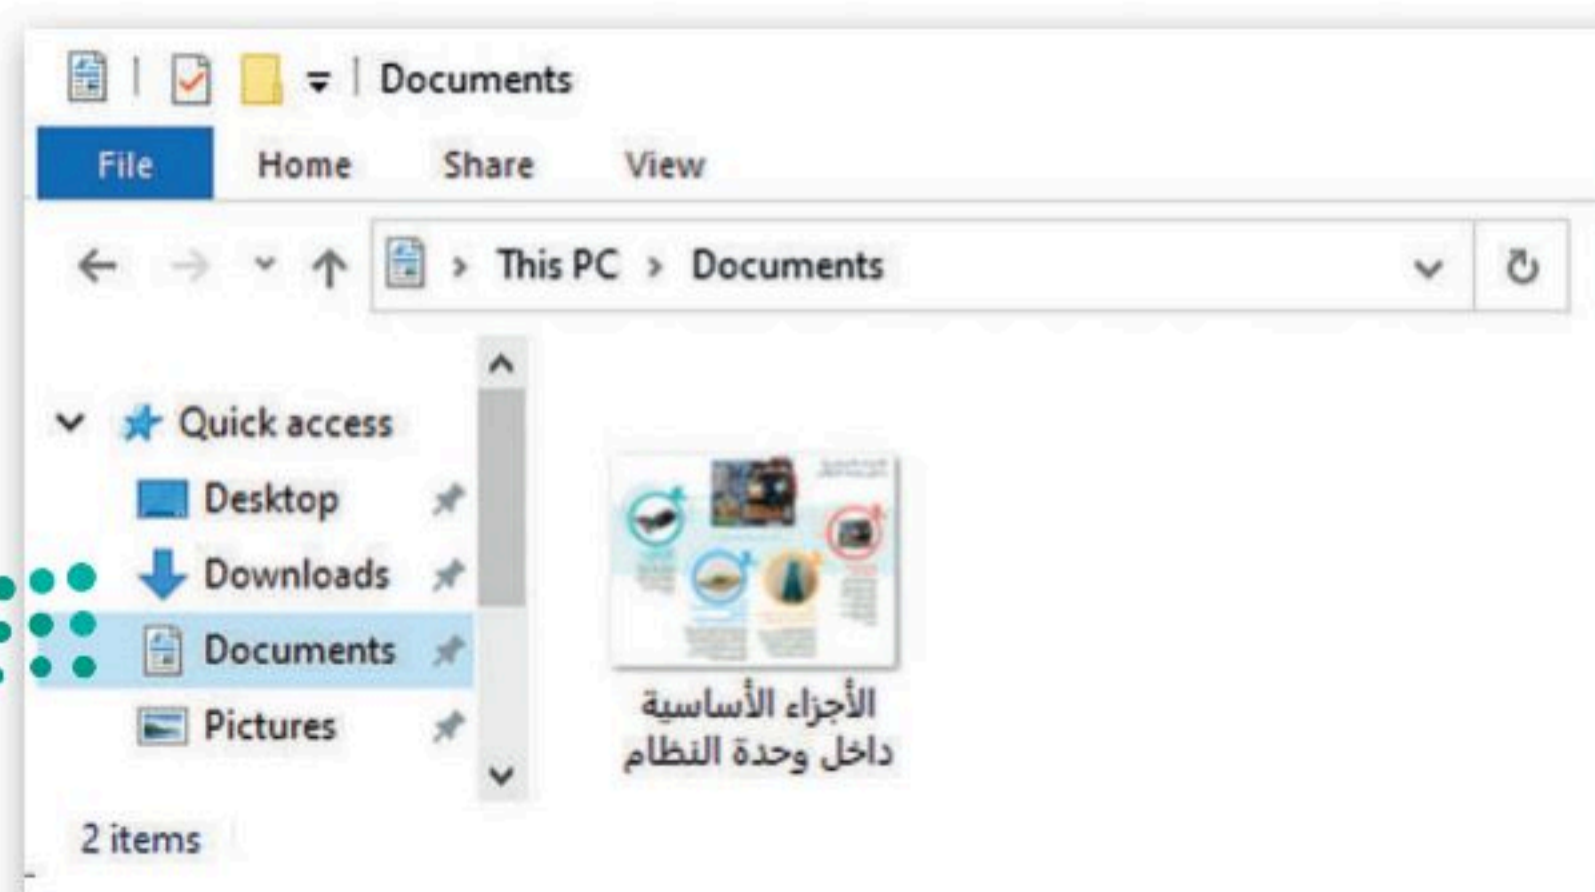 Documents
File Home Share View
This PC Documents
Quick access
Desktop
Downloads
Documents
Pictures
الأجزاء الأساسية
داخل وحدة النظام
2 items